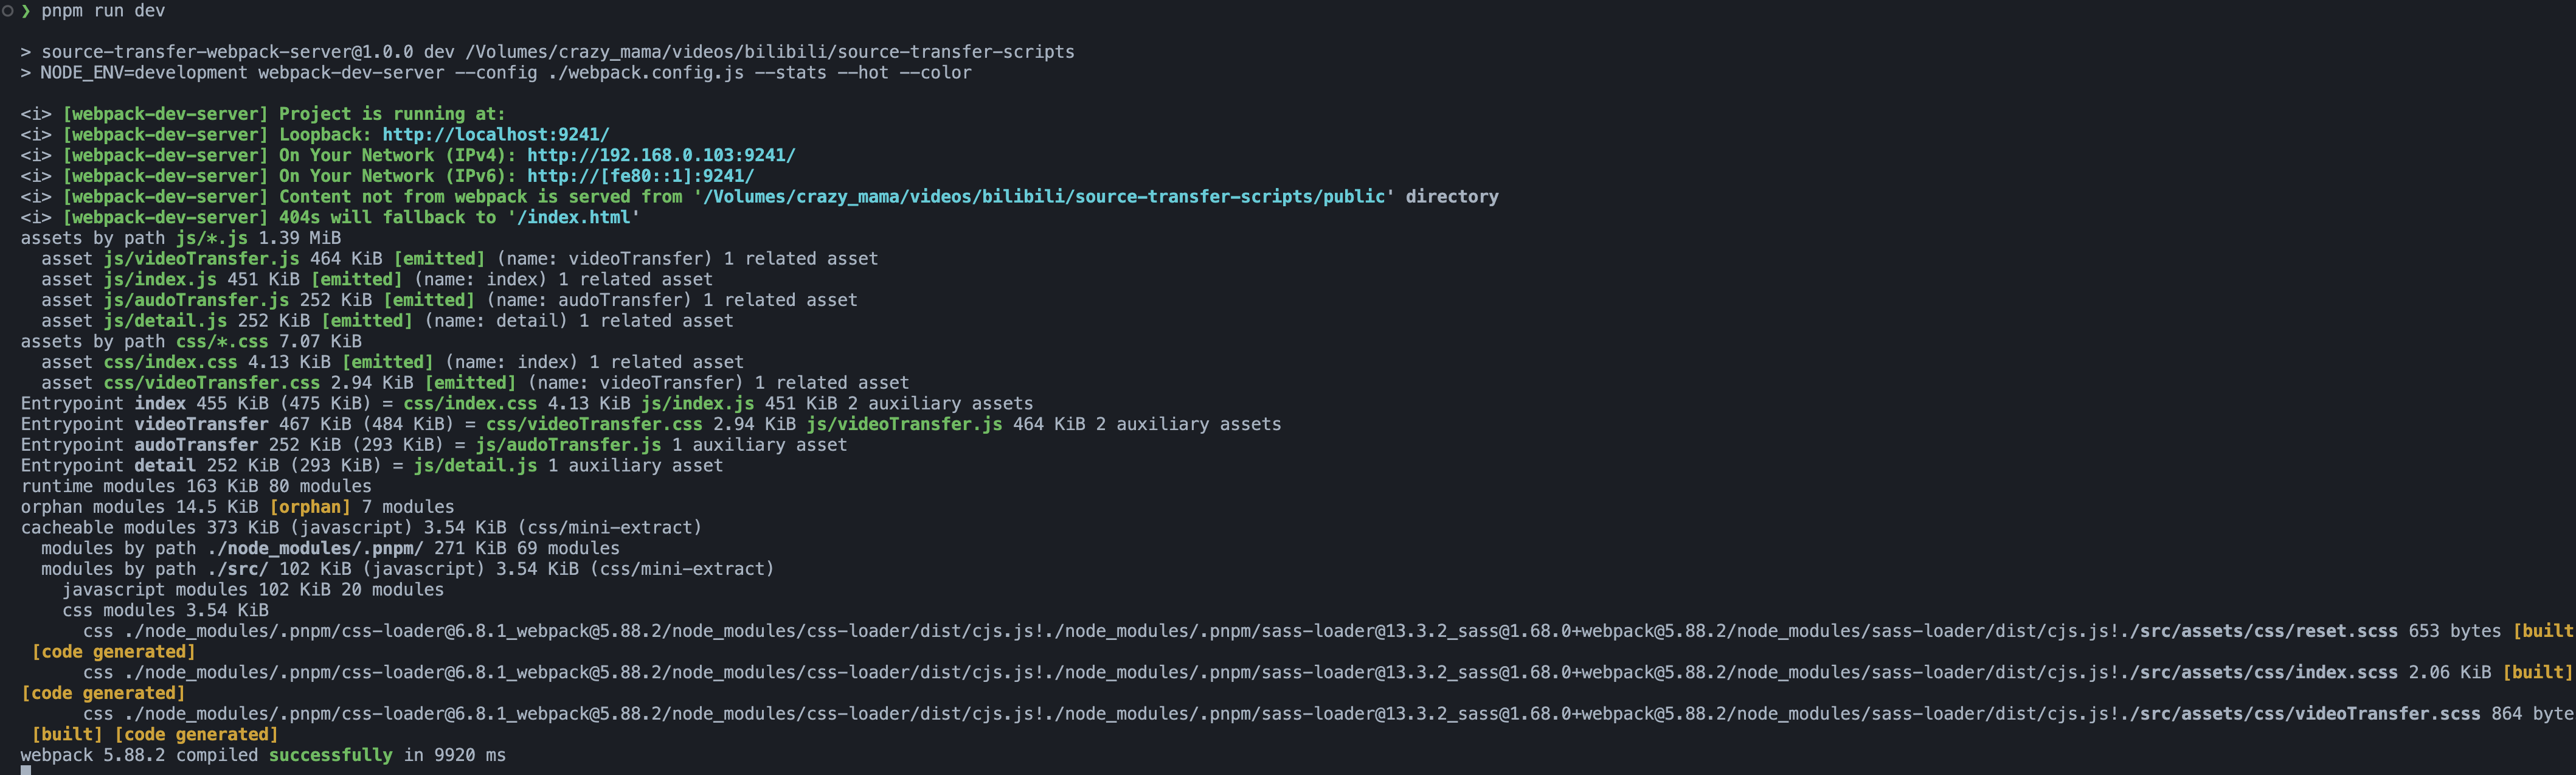 ❯ pnpm run dev
> source-transfer-webpack-server@1.0.0 dev /Volumes/crazy_mama/videos/bilibili/source-transfer-scripts
> NODE_ENV=development webpack-dev-server --config ./webpack.config.js --stats --hot --color
<i> [webpack-dev-server] Project is running at:
<i> [webpack-dev-server] Loopback: http://localhost:9241/
<i> [webpack-dev-server] On Your Network (IPv4): http://192.168.0.103:9241/
<i> [webpack-dev-server] On Your Network (IPv6): http://[fe80::1]:9241/
<i> [webpack-dev-server] Content not from webpack is served from '/Volumes/crazy_mama/videos/bilibili/source-transfer-scripts/public' directory
<i> [webpack-dev-server] 404s will fallback to '/index.html'
assets by path js/*.js 1.39 MiB
  asset js/videoTransfer.js 464 KiB [emitted] (name: videoTransfer) 1 related asset
  asset js/index.js 451 KiB [emitted] (name: index) 1 related asset
  asset js/audoTransfer.js 252 KiB [emitted] (name: audoTransfer) 1 related asset
  asset js/detail.js 252 KiB [emitted] (name: detail) 1 related asset
assets by path css/*.css 7.07 KiB
  asset css/index.css 4.13 KiB [emitted] (name: index) 1 related asset
  asset css/videoTransfer.css 2.94 KiB [emitted] (name: videoTransfer) 1 related asset
Entrypoint index 455 KiB (475 KiB) = css/index.css 4.13 KiB js/index.js 451 KiB 2 auxiliary assets
Entrypoint videoTransfer 467 KiB (484 KiB) = css/videoTransfer.css 2.94 KiB js/videoTransfer.js 464 KiB 2 auxiliary assets
Entrypoint audoTransfer 252 KiB (293 KiB) = js/audoTransfer.js 1 auxiliary asset
Entrypoint detail 252 KiB (293 KiB) = js/detail.js 1 auxiliary asset
runtime modules 163 KiB 80 modules
orphan modules 14.5 KiB [orphan] 7 modules
cacheable modules 373 KiB (javascript) 3.54 KiB (css/mini-extract)
  modules by path ./node_modules/.pnpm/ 271 KiB 69 modules
  modules by path ./src/ 102 KiB (javascript) 3.54 KiB (css/mini-extract)
    javascript modules 102 KiB 20 modules
    css modules 3.54 KiB
      css ./node_modules/.pnpm/css-loader@6.8.1_webpack@5.88.2/node_modules/css-loader/dist/cjs.js!./node_modules/.pnpm/sass-loader@13.3.2_sass@1.68.0+webpack@5.88.2/node_modules/sass-loader/dist/cjs.js!./src/assets/css/reset.scss 653 bytes [built
 [code generated]
      css ./node_modules/.pnpm/css-loader@6.8.1_webpack@5.88.2/node_modules/css-loader/dist/cjs.js!./node_modules/.pnpm/sass-loader@13.3.2_sass@1.68.0+webpack@5.88.2/node_modules/sass-loader/dist/cjs.js!./src/assets/css/index.scss 2.06 KiB [built]
[code generated]
      css ./node_modules/.pnpm/css-loader@6.8.1_webpack@5.88.2/node_modules/css-loader/dist/cjs.js!./node_modules/.pnpm/sass-loader@13.3.2_sass@1.68.0+webpack@5.88.2/node_modules/sass-loader/dist/cjs.js!./src/assets/css/videoTransfer.scss 864 byte
 [built] [code generated]
webpack 5.88.2 compiled successfully in 9920 ms